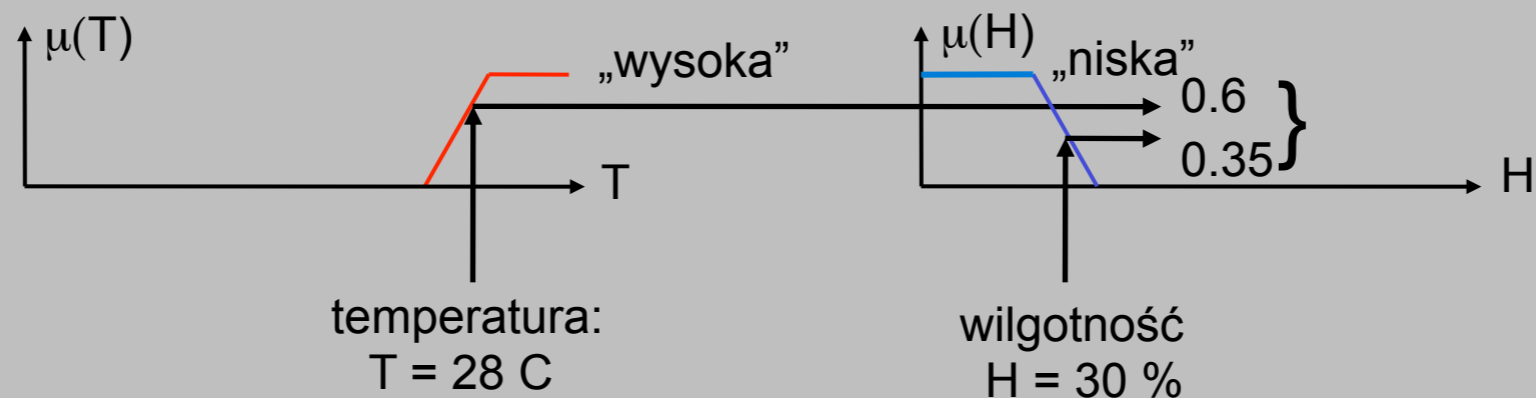 μ(T)
„wysoka”
T
temperatura:
T = 28 C
μ(H)
„niska”
0.6
0.35
}
H
wilgotność
H = 30 %